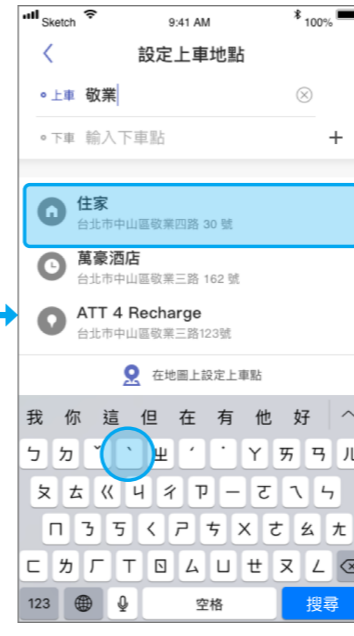 Sketch 9:41 AM 100%
設定上車地點
上車 敬業
下車 輸入下車點 +
住家
台北市中山區敬業四路 30 號
萬豪酒店
台北市中山區敬業三路 162 號
ATT 4 Recharge
台北市中山區敬業三路123號
在地圖上設定上車點
我 你 這 但 在 有 他 好
ㄅ ㄉ ˇ ˋ ㄓ ˊ ˙ ㄚ ㄞ ㄢ ㄦ
ㄆ ㄊ ㄍ ㄐ ㄔ ㄗ ㄧ ㄛ ㄟ ㄣ
ㄇ ㄋ ㄎ ㄑ ㄕ ㄘ ㄨ ㄜ ㄠ ㄤ
ㄈ ㄌ ㄏ ㄒ ㄖ ㄙ ㄩ ㄝ ㄡ ㄥ
123 空格 搜尋